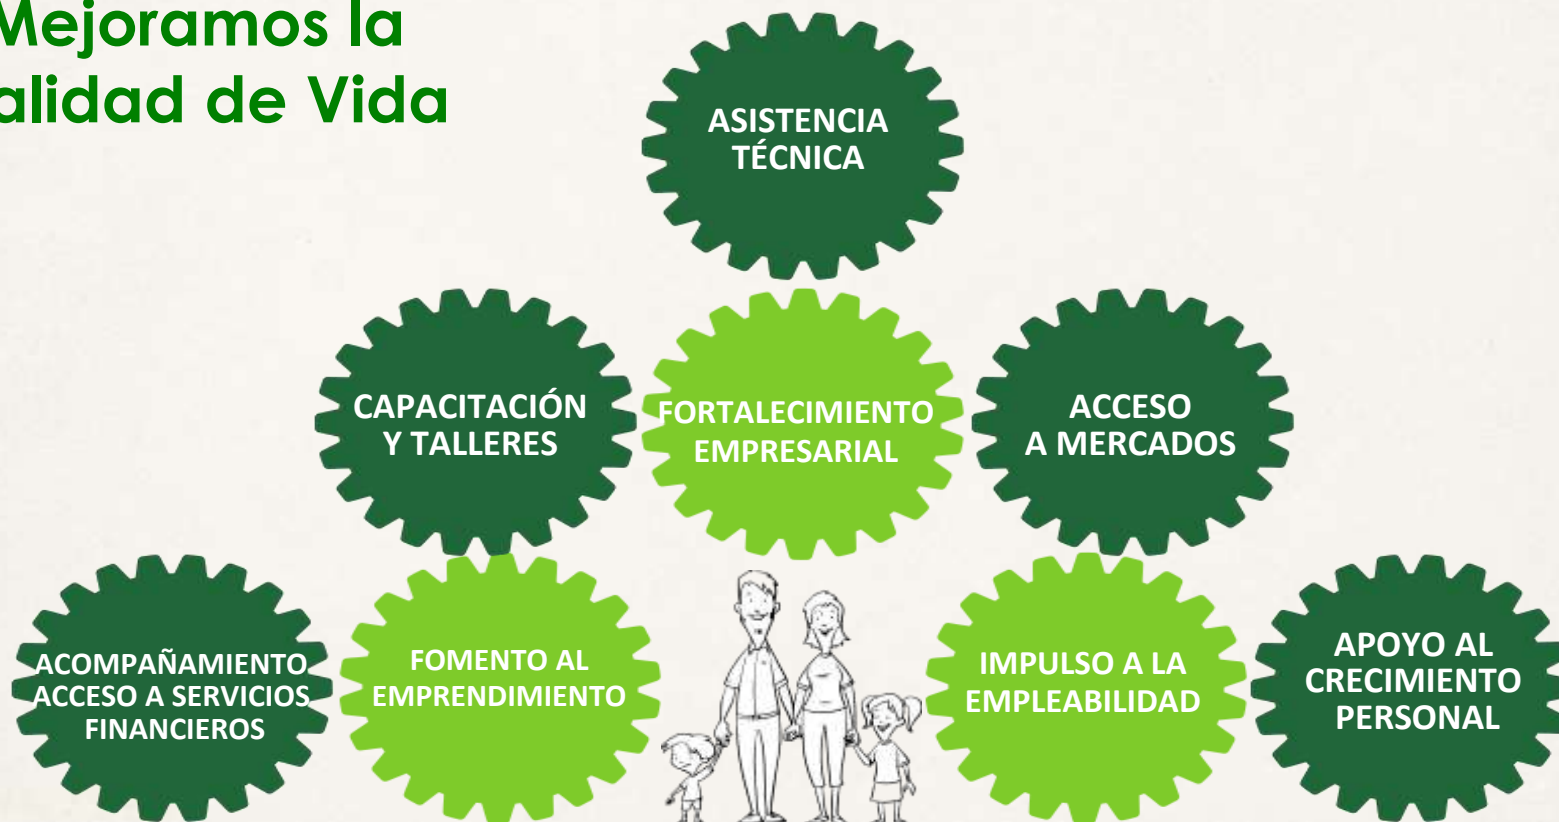 Mejoramos la
alidad de Vida
ASISTENCIA
TÉCNICA
CAPACITACIÓN
Y TALLERES
FORTALECIMIENTO
EMPRESARIAL
ACCESO
A MERCADOS
ACOMPAÑAMIENTO
ACCESO A SERVICIOS
FINANCIEROS
FOMENTO AL
EMPRENDIMIENTO
IMPULSO A LA
EMPLEABILIDAD
APOYO AL
CRECIMIENTO
PERSONAL